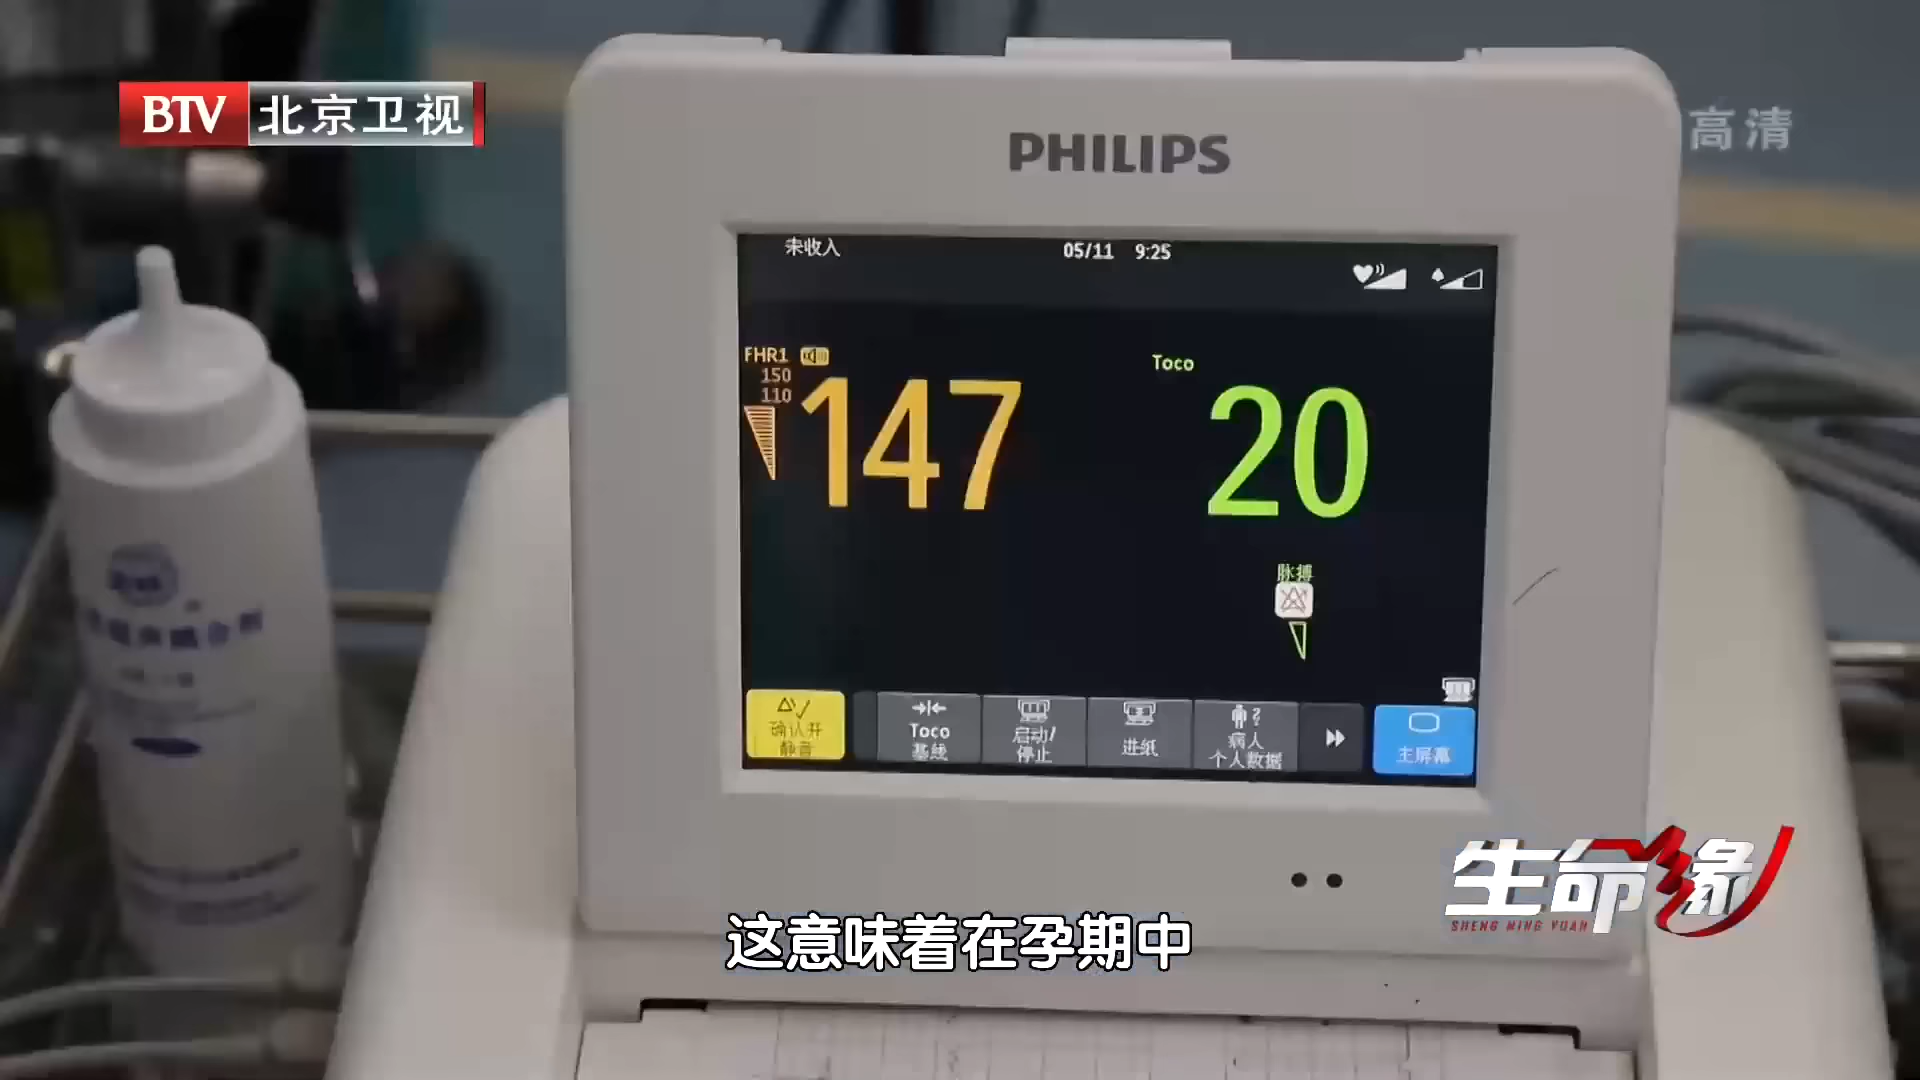 BTV 北京卫视
高清
PHILIPS
未收入
05/11 9:25
FHR1
150
110
147
Toco
20
脉搏
确认并
静音
Toco
基线
启动/
停止
进纸
病人
个人数据
主屏幕
生命缘
SHENG MING YUAN
这意味着在孕期中